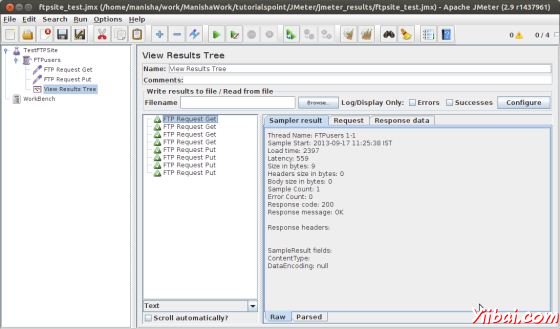 ftpsite_test.jmx (/home/manisha/work/ManishaWork/tutorialspoint/JMeter/jmeter_results/ftpsite_test.jmx) - Apache JMeter (2.9 r1437961)
File Edit Search Run Options Help
0 0 / 4
TestFTPSite
FTPusers
FTP Request Get
FTP Request Put
View Results Tree
WorkBench
View Results Tree
Name: View Results Tree
Comments:
Write results to file / Read from file
Filename Browse... Log/Display Only: Errors Successes Configure
FTP Request Get
FTP Request Get
FTP Request Get
FTP Request Get
FTP Request Put
FTP Request Put
FTP Request Put
FTP Request Put
Text
Scroll automatically?
Sampler result Request Response data
Thread Name: FTPusers 1-1
Sample Start: 2013-09-17 11:25:38 IST
Load time: 2397
Latency: 559
Size in bytes: 9
Headers size in bytes: 0
Body size in bytes: 0
Sample Count: 1
Error Count: 0
Response code: 200
Response message: OK
Response headers:
SampleResult fields:
ContentType:
DataEncoding: null
Raw Parsed
Yiibai.com